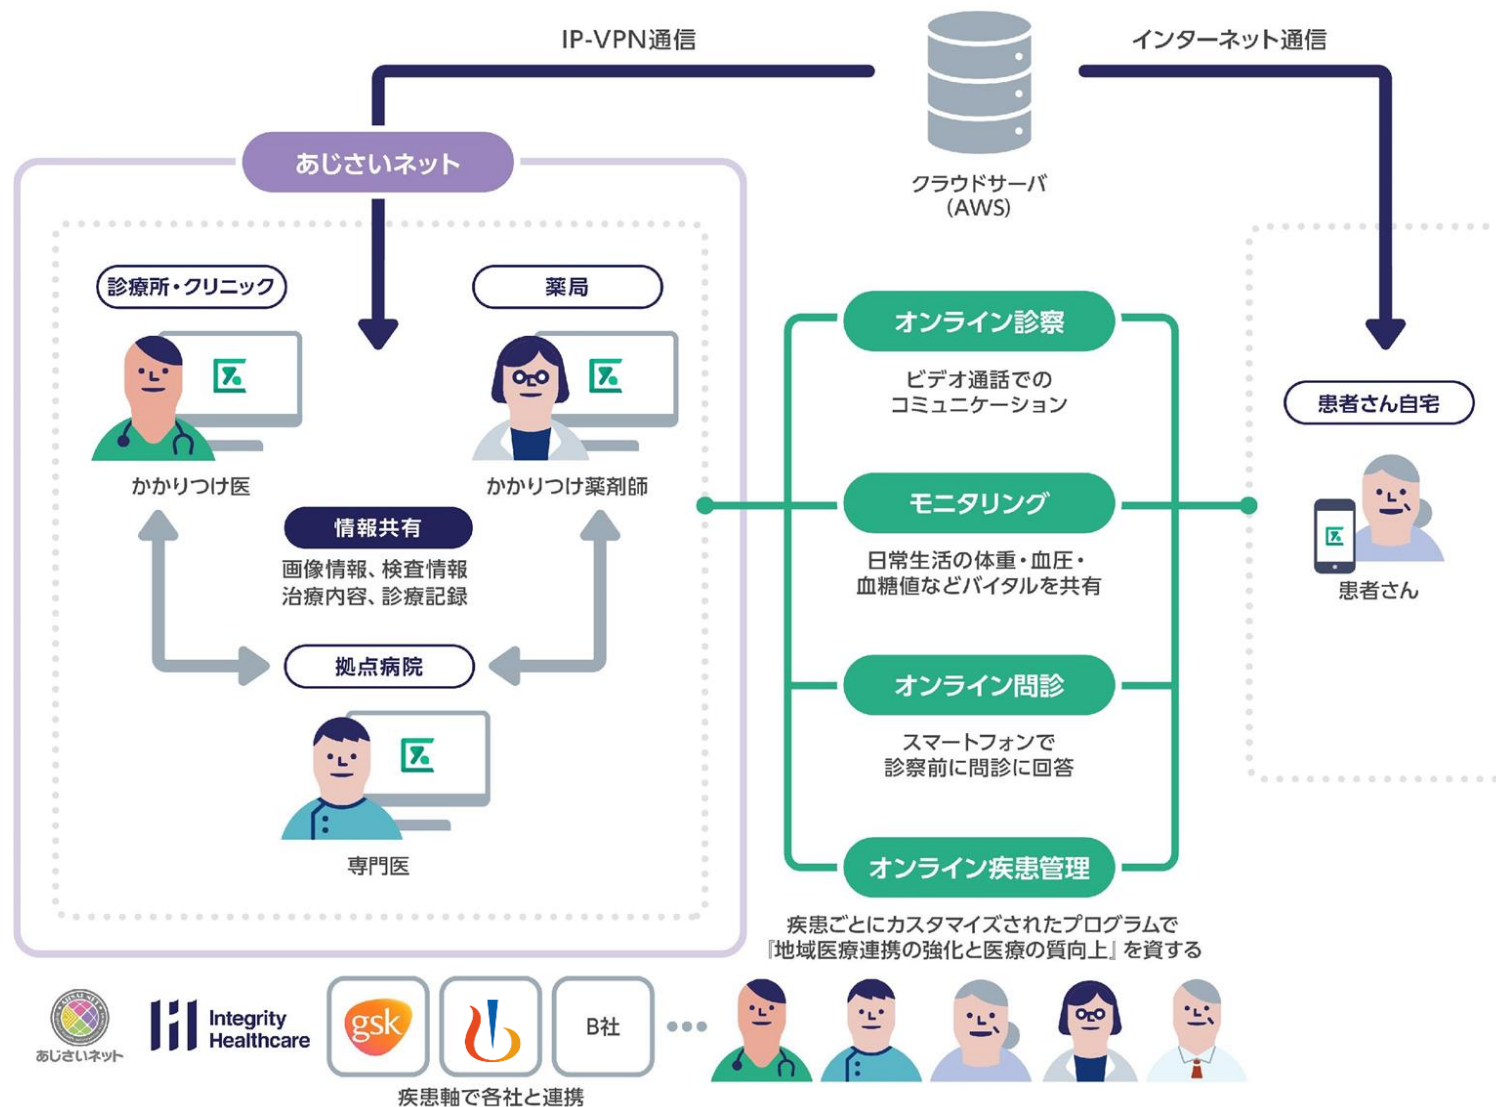 IP-VPN通信
インターネット通信
クラウドサーバ
(AWS)
あじさいネット
診療所・クリニック
薬局
かかりつけ医
かかりつけ薬剤師
情報共有
画像情報、検査情報
治療内容、診療記録
拠点病院
専門医
オンライン診察
ビデオ通話での
コミュニケーション
モニタリング
日常生活の体重・血圧・
血糖値などバイタルを共有
オンライン問診
スマートフォンで
診察前に問診に回答
オンライン疾患管理
疾患ごとにカスタマイズされたプログラムで
『地域医療連携の強化と医療の質向上』を資する
患者さん自宅
患者さん
あじさいネット
Integrity
Healthcare
gsk
B社
疾患軸で各社と連携